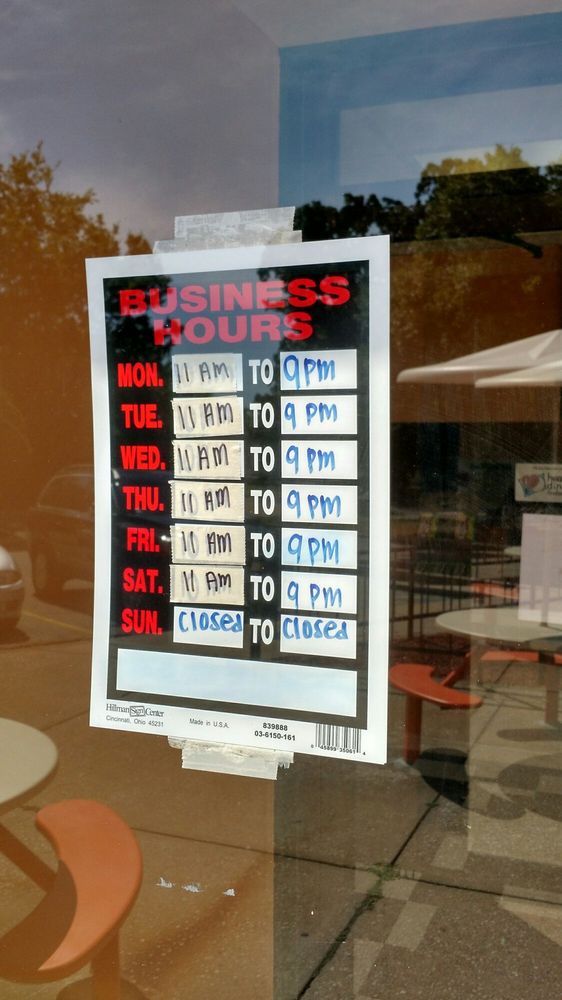 BUSINESS
HOURS
MON. 11 AM TO 9pm
TUE. 11 AM TO 9 pm
WED. 11 AM TO 9 pm
THU. 11 AM TO 9 pm
FRI. 11 AM TO 9 pm
SAT. 11 Am TO 9 pm
SUN. closed TO closed
Hillman Sign Center
Cincinnati, Ohio 45231
Made in U.S.A.
839888
03-6150-161